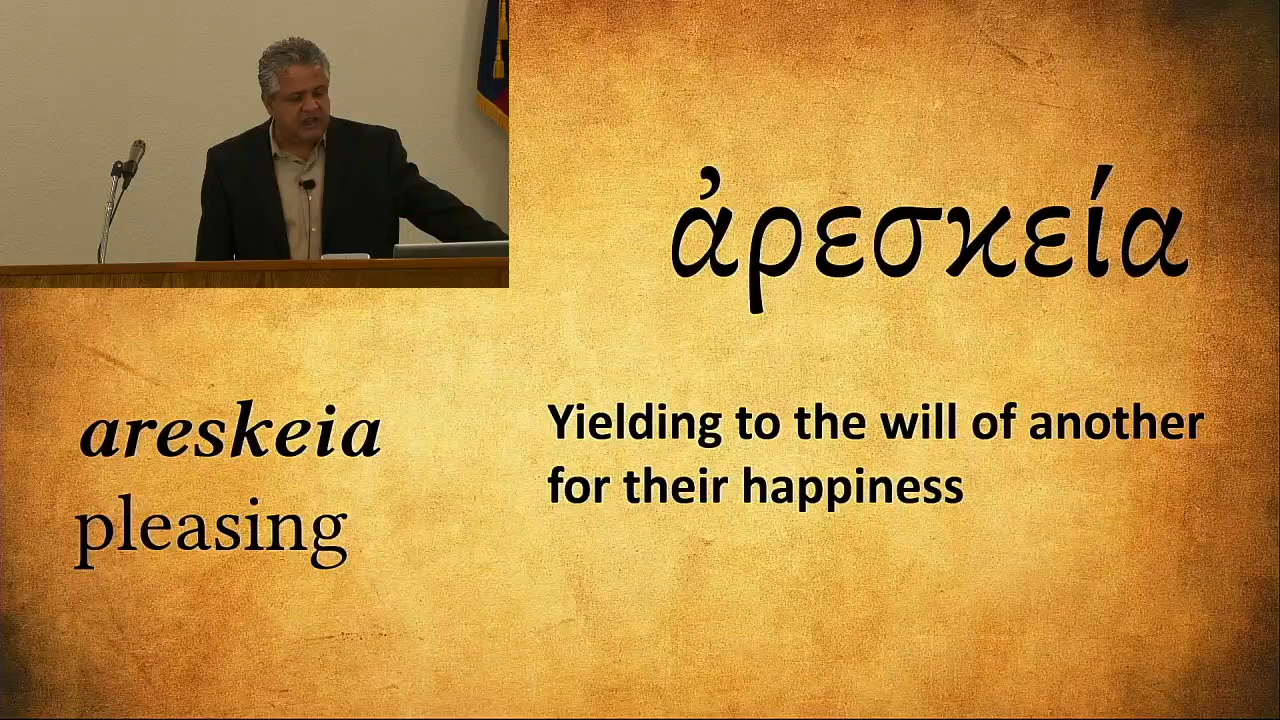 ἀρεσκεία
areskeia
pleasing
Yielding to the will of another
for their happiness